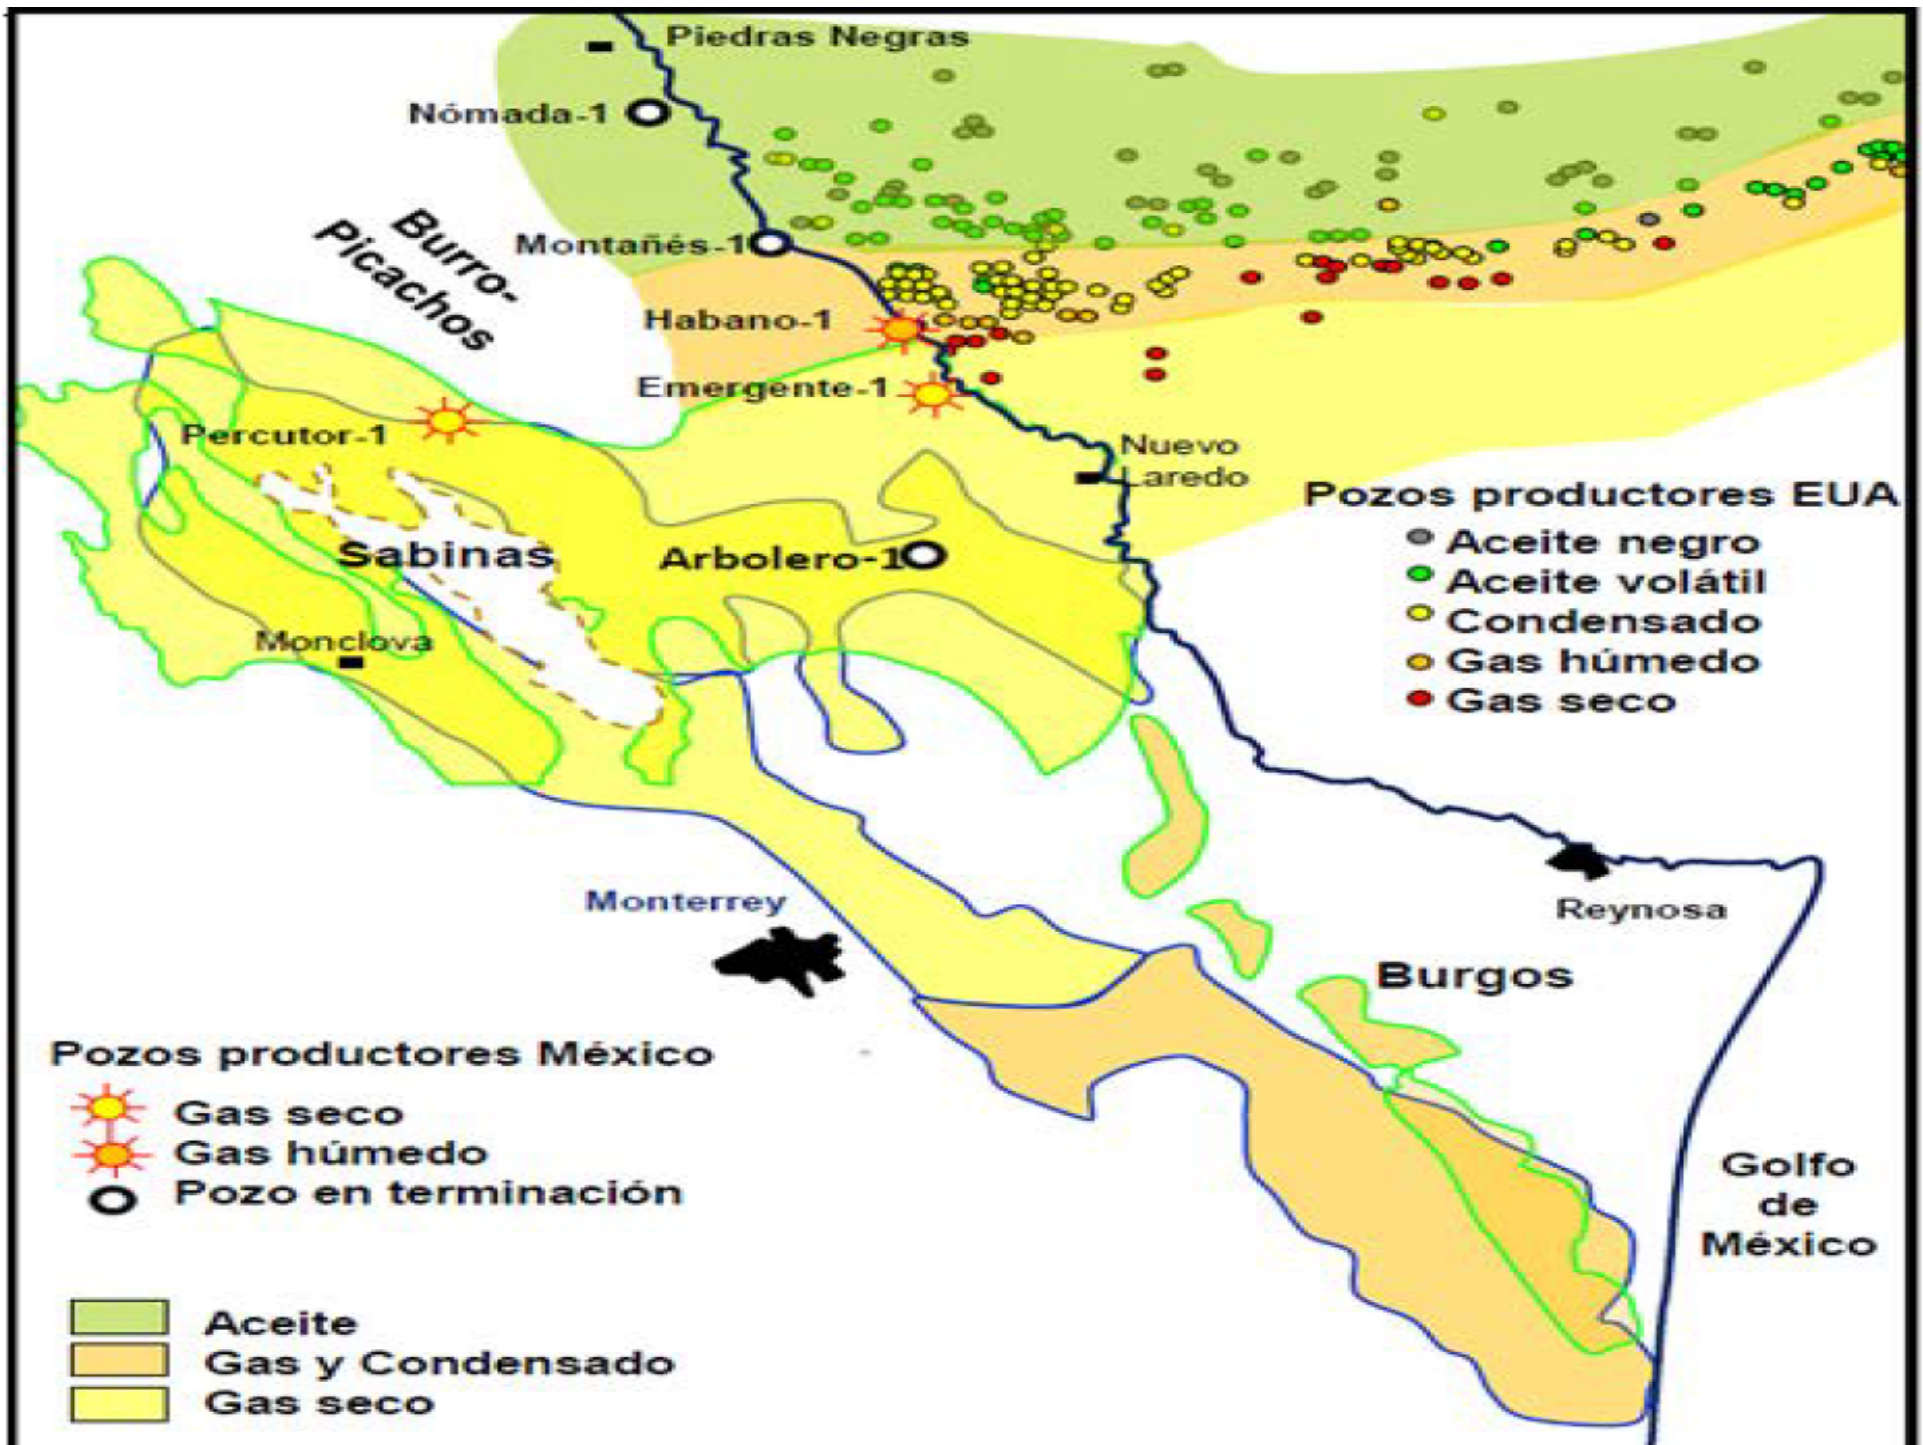 Piedras Negras
Nómada-1
Burro-
Picachos
Montañés-1
Habano-1
Emergente-1
Percutor-1
Nuevo
Laredo
Pozos productores EUA
Aceite negro
Aceite volátil
Condensado
Gas húmedo
Gas seco
Sabinas
Arbolero-1
Monclova
Monterrey
Reynosa
Burgos
Pozos productores México
Gas seco
Gas húmedo
Pozo en terminación
Golfo
de
México
Aceite
Gas y Condensado
Gas seco